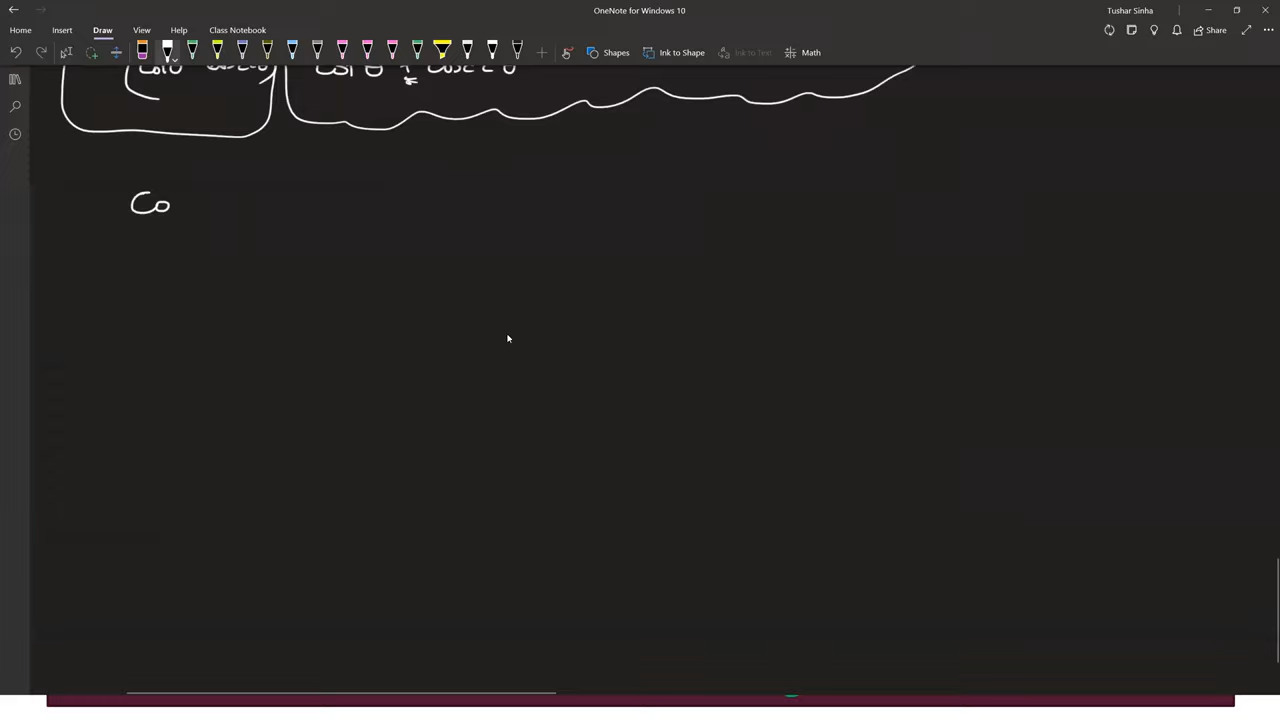 OneNote for Windows 10
Tushar Sinha
Home Insert Draw View Help Class Notebook
Share
Shapes Ink to Shape Ink to Text Math
Co